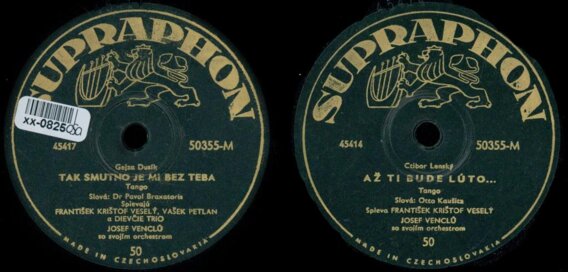 SUPRAPHON
xx-0825
45417
50355-M
Gejza Dusík
TAK SMUTNO JE MI BEZ TEBA
Tango
Slová: Dr Pavol Braxatoris
Spievajú
FRANTIŠEK KRIŠTOF VESELÝ, VAŠEK PETLAN
a DIEVČIE TRIO
JOSEF VENCLŮ
so svojím orchestrom
50
MADE IN CZECHOSLOVAKIA
SUPRAPHON
45414
50355-M
Ctibor Lenský
AŽ TI BUDE LÚTO...
Tango
Slová: Otto Kaušitz
Spieva FRANTIŠEK KRIŠTOF VESELÝ
JOSEF VENCLŮ
so svojím orchestrom
50
MADE IN CZECHOSLOVAKIA